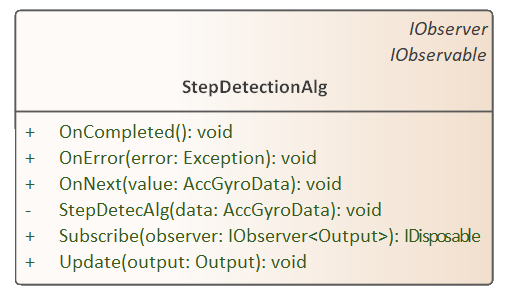 IObserver
IObservable
StepDetectionAlg
+ OnCompleted(): void
+ OnError(error: Exception): void
+ OnNext(value: AccGyroData): void
- StepDetecAlg(data: AccGyroData): void
+ Subscribe(observer: IObserver<Output>): IDisposable
+ Update(output: Output): void